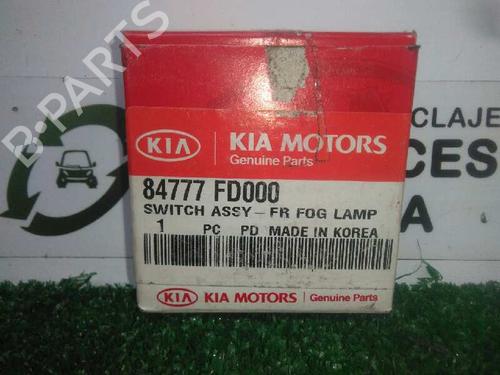 B-PARTS
KIA
KIA MOTORS
Genuine Parts
84777 FD000
SWITCH ASSY-FR FOG LAMP
1 PC PD MADE IN KOREA
KIA KIA MOTORS Genuine Parts
CLAJE
CES
A